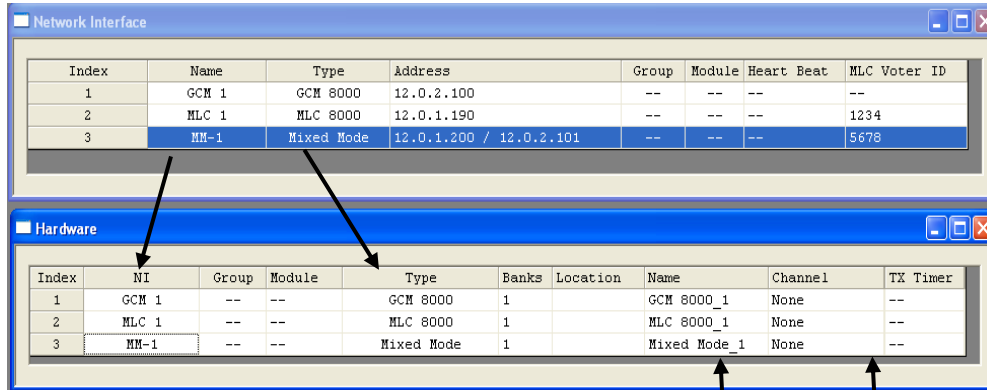 Network Interface
Index Name Type Address Group Module Heart Beat MLC Voter ID
1 GCM 1 GCM 8000 12.0.2.100 -- -- -- --
2 MLC 1 MLC 8000 12.0.1.190 -- -- -- 1234
3 MM-1 Mixed Mode 12.0.1.200 / 12.0.2.101 -- -- -- 5678
Hardware
Index NI Group Module Type Banks Location Name Channel TX Timer
1 GCM 1 -- -- GCM 8000 1 GCM 8000_1 None --
2 MLC 1 -- -- MLC 8000 1 MLC 8000_1 None --
3 MM-1 -- -- Mixed Mode 1 Mixed Mode_1 None --